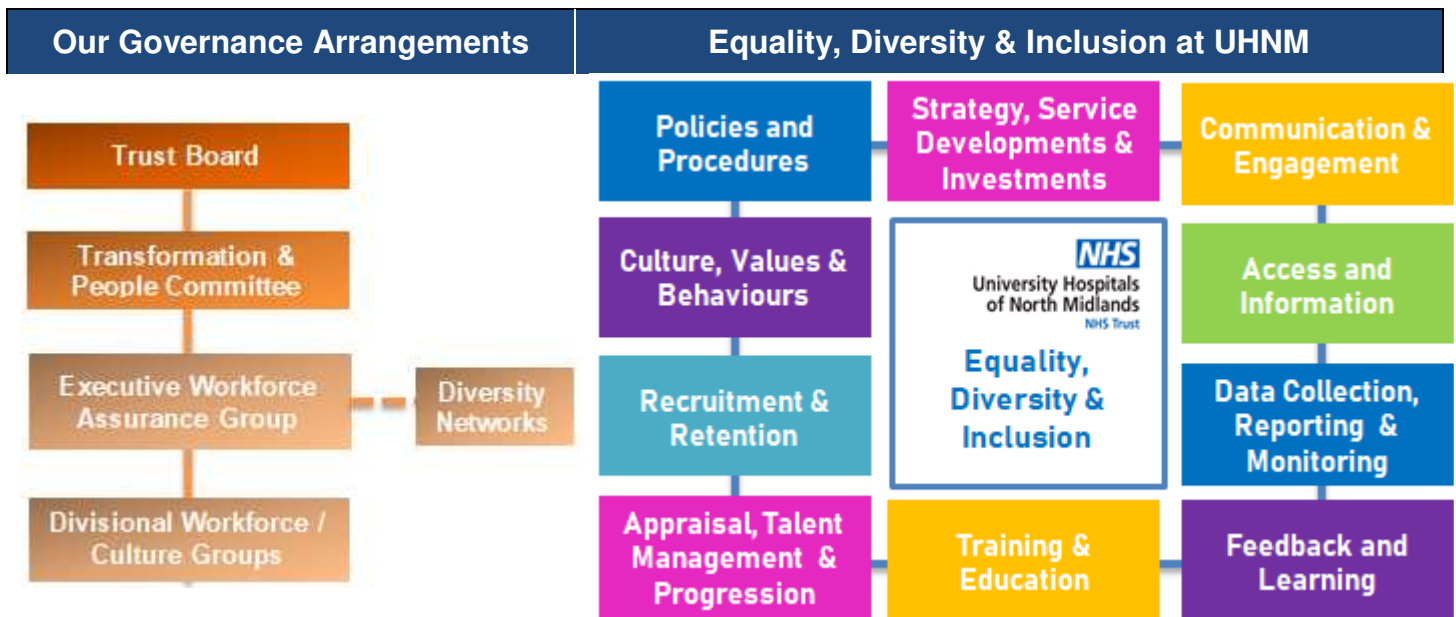 Our Governance Arrangements
Equality, Diversity & Inclusion at UHNM
Trust Board
Transformation &
People Committee
Executive Workforce
Assurance Group
Diversity
Networks
Divisional Workforce /
Culture Groups
Policies and
Procedures
Strategy, Service
Developments &
Investments
Communication &
Engagement
Culture, Values &
Behaviours
NHS
University Hospitals
of North Midlands
NHS Trust
Equality,
Diversity &
Inclusion
Access and
Information
Recruitment &
Retention
Data Collection,
Reporting &
Monitoring
Appraisal, Talent
Management &
Progression
Training &
Education
Feedback and
Learning